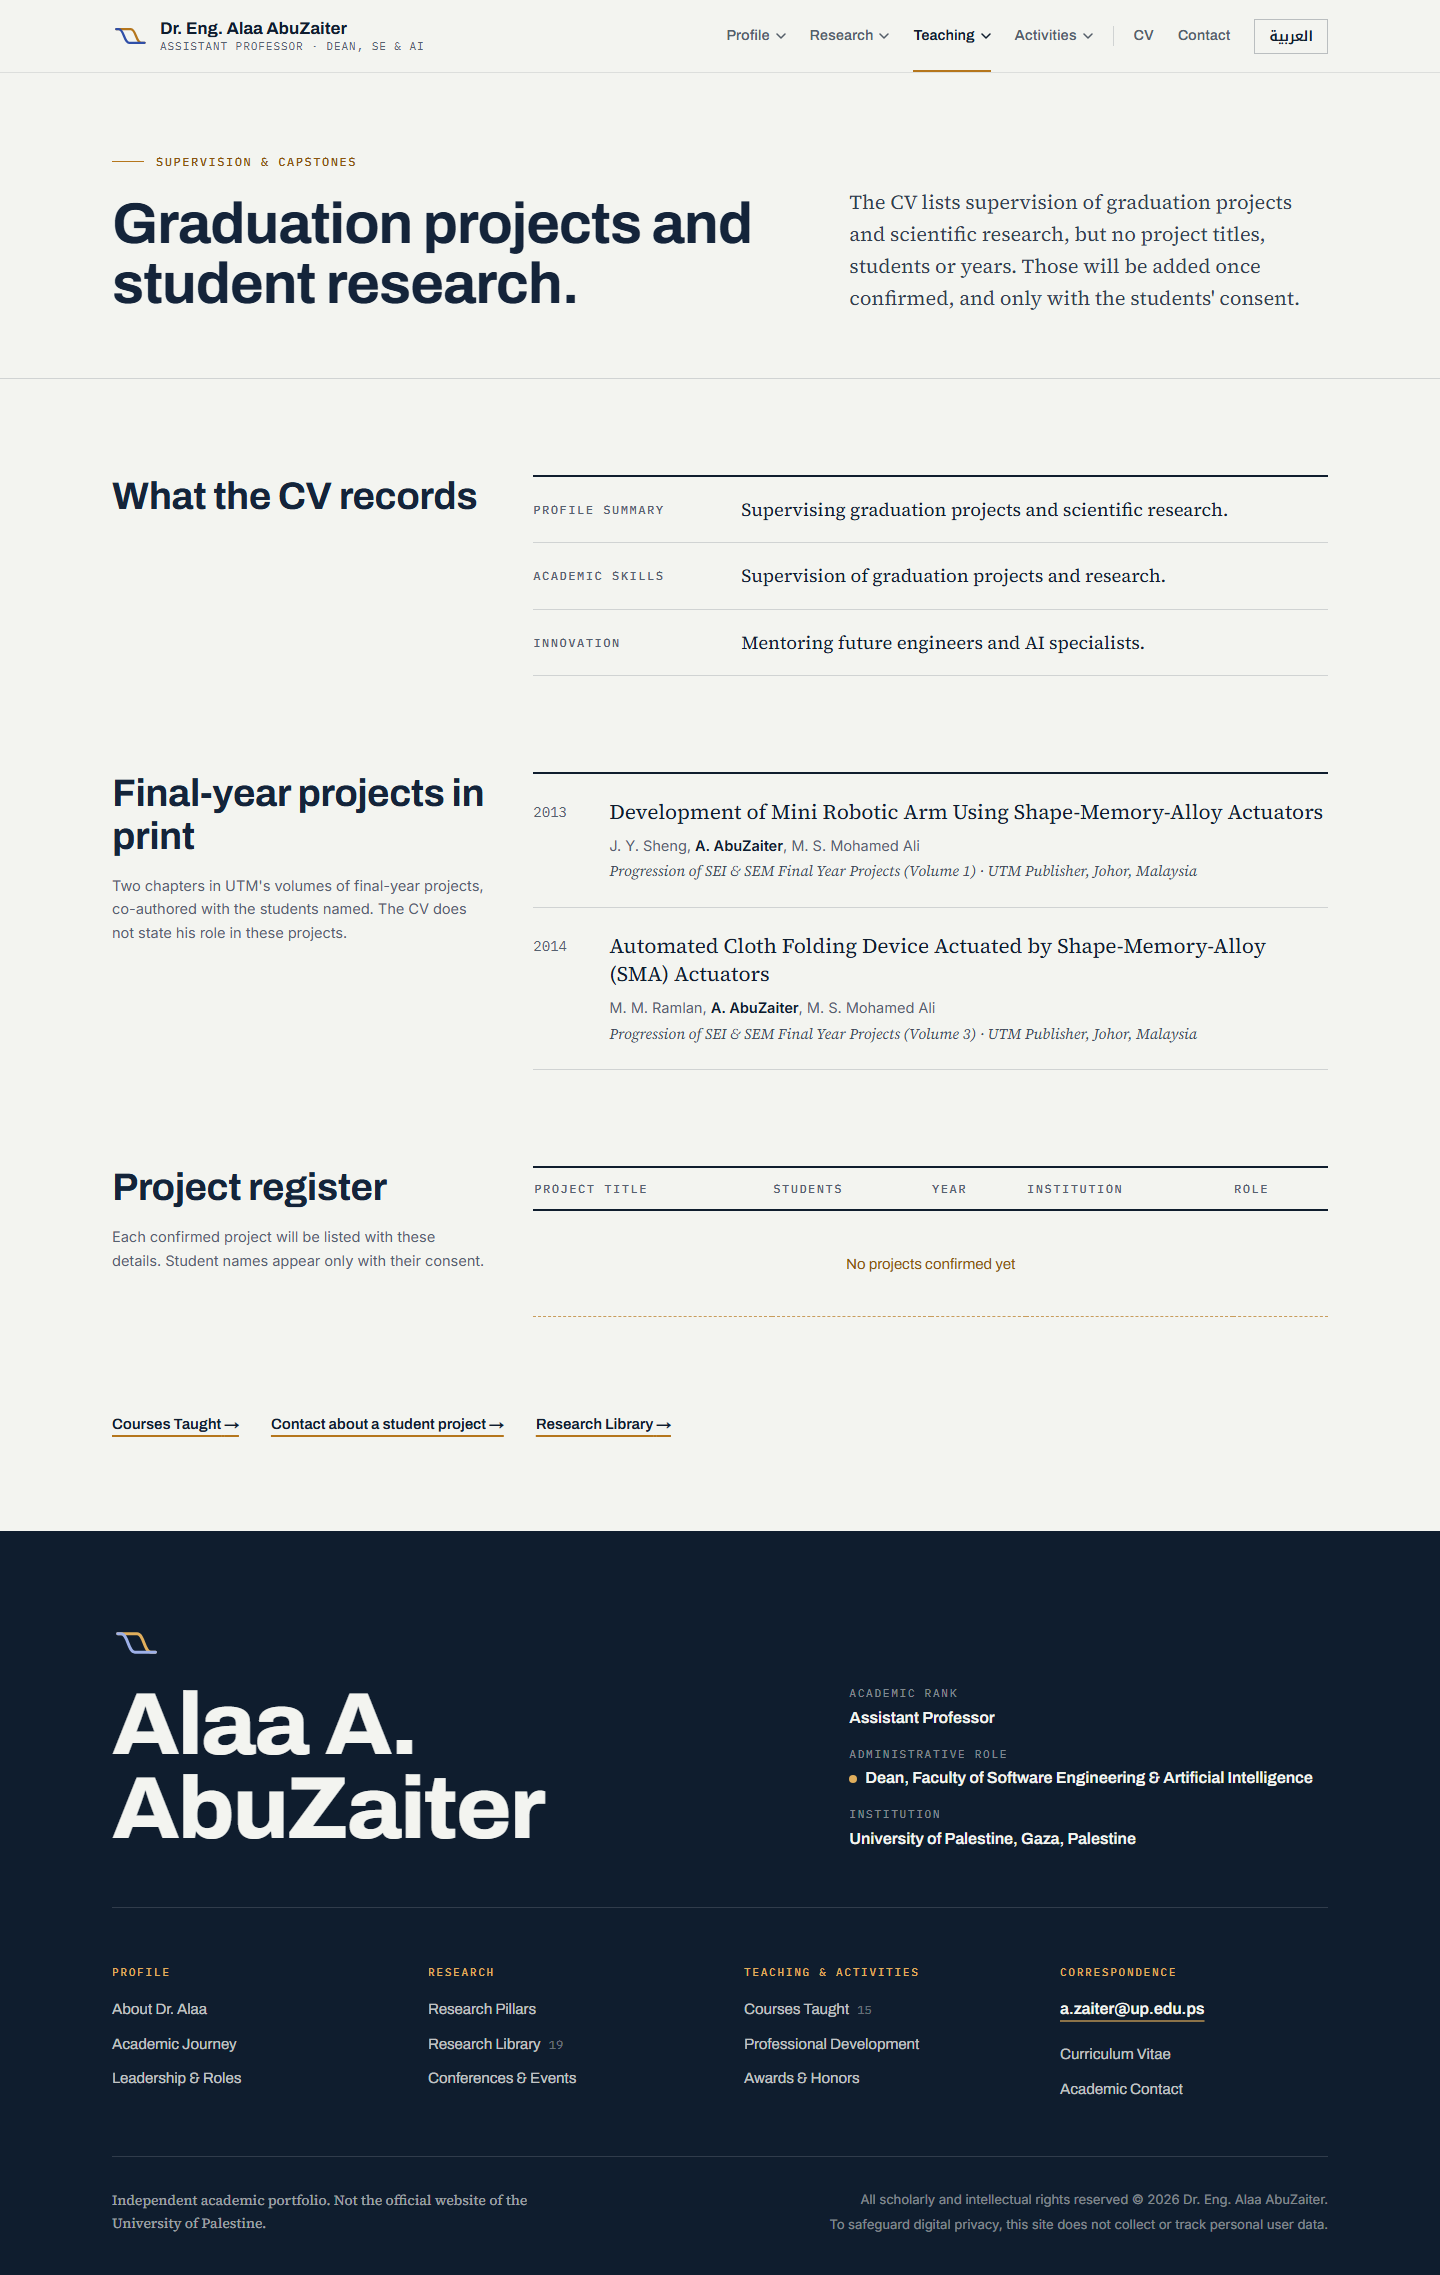 Dr. Eng. Alaa AbuZaiter
ASSISTANT PROFESSOR · DEAN, SE & AI
Profile
Research
Teaching
Activities
CV
Contact
العربية
SUPERVISION & CAPSTONES
Graduation projects and
student research.
The CV lists supervision of graduation projects
and scientific research, but no project titles,
students or years. Those will be added once
confirmed, and only with the students' consent.
What the CV records
PROFILE SUMMARY
Supervising graduation projects and scientific research.
ACADEMIC SKILLS
Supervision of graduation projects and research.
INNOVATION
Mentoring future engineers and AI specialists.
Final-year projects in
print
Two chapters in UTM's volumes of final-year projects,
co-authored with the students named. The CV does
not state his role in these projects.
2013
Development of Mini Robotic Arm Using Shape-Memory-Alloy Actuators
J. Y. Sheng, A. AbuZaiter, M. S. Mohamed Ali
Progression of SEI & SEM Final Year Projects (Volume 1) · UTM Publisher, Johor, Malaysia
2014
Automated Cloth Folding Device Actuated by Shape-Memory-Alloy
(SMA) Actuators
M. M. Ramlan, A. AbuZaiter, M. S. Mohamed Ali
Progression of SEI & SEM Final Year Projects (Volume 3) · UTM Publisher, Johor, Malaysia
Project register
Each confirmed project will be listed with these
details. Student names appear only with their consent.
PROJECT TITLE STUDENTS YEAR INSTITUTION ROLE
No projects confirmed yet
Courses Taught →
Contact about a student project →
Research Library →
Alaa A.
AbuZaiter
ACADEMIC RANK
Assistant Professor
ADMINISTRATIVE ROLE
Dean, Faculty of Software Engineering & Artificial Intelligence
INSTITUTION
University of Palestine, Gaza, Palestine
PROFILE
About Dr. Alaa
Academic Journey
Leadership & Roles
RESEARCH
Research Pillars
Research Library 19
Conferences & Events
TEACHING & ACTIVITIES
Courses Taught 15
Professional Development
Awards & Honors
CORRESPONDENCE
a.zaiter@up.edu.ps
Curriculum Vitae
Academic Contact
Independent academic portfolio. Not the official website of the
University of Palestine.
All scholarly and intellectual rights reserved © 2026 Dr. Eng. Alaa AbuZaiter.
To safeguard digital privacy, this site does not collect or track personal user data.